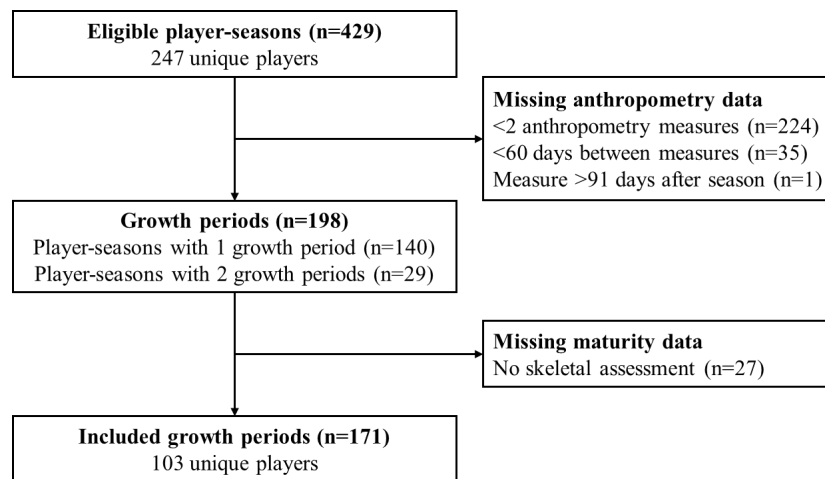 Eligible player-seasons (n=429)
247 unique players
Missing anthropometry data
<2 anthropometry measures (n=224)
<60 days between measures (n=35)
Measure >91 days after season (n=1)
Growth periods (n=198)
Player-seasons with 1 growth period (n=140)
Player-seasons with 2 growth periods (n=29)
Missing maturity data
No skeletal assessment (n=27)
Included growth periods (n=171)
103 unique players